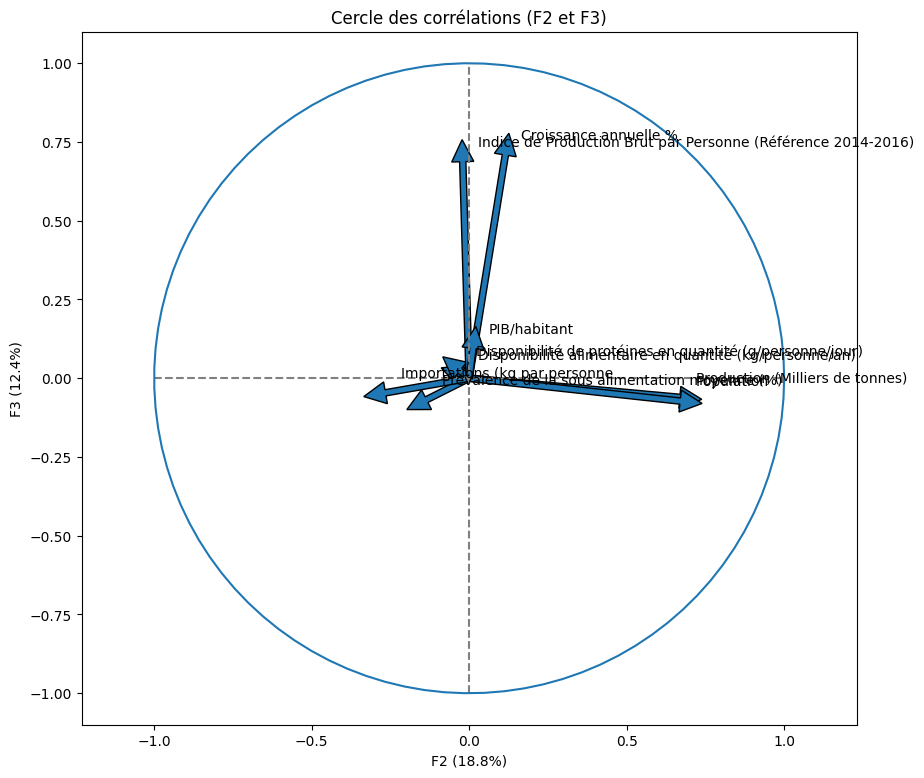 Cercle des corrélations (F2 et F3)
1.00
0.75
0.50
0.25
0.00
−0.25
−0.50
−0.75
−1.00
F3 (12.4%)
Croissance annuelle %
Indice de Production Brut par Personne (Référence 2014-2016)
PIB/habitant
Disponibilité de protéines en quantité (g/personne/jour)
Disponibilité alimentaire en quantité (kg/personne/an)
Importations (kg par personne
Production (Milliers de tonnes)
Prévalence de la sous alimentation moyenne (%)
Population
−1.0
−0.5
0.0
0.5
1.0
F2 (18.8%)